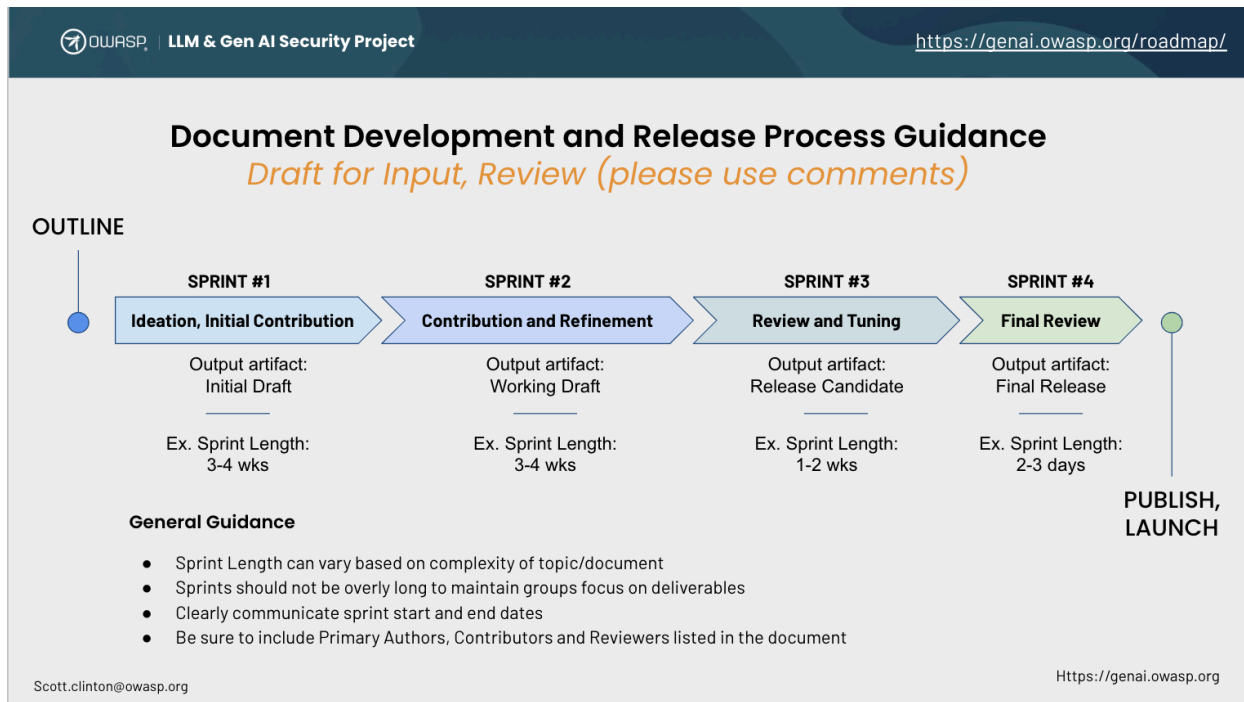 OWASP | LLM & Gen AI Security Project
https://genai.owasp.org/roadmap/
Document Development and Release Process Guidance
Draft for Input, Review (please use comments)
OUTLINE
SPRINT #1
Ideation, Initial Contribution
Output artifact:
Initial Draft
Ex. Sprint Length:
3-4 wks
SPRINT #2
Contribution and Refinement
Output artifact:
Working Draft
Ex. Sprint Length:
3-4 wks
SPRINT #3
Review and Tuning
Output artifact:
Release Candidate
Ex. Sprint Length:
1-2 wks
SPRINT #4
Final Review
Output artifact:
Final Release
Ex. Sprint Length:
2-3 days
PUBLISH,
LAUNCH
General Guidance
● Sprint Length can vary based on complexity of topic/document
● Sprints should not be overly long to maintain groups focus on deliverables
● Clearly communicate sprint start and end dates
● Be sure to include Primary Authors, Contributors and Reviewers listed in the document
Scott.clinton@owasp.org
Https://genai.owasp.org